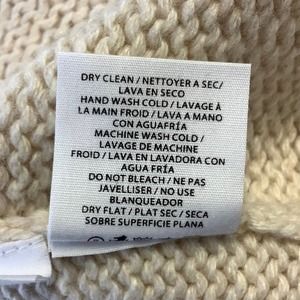 DRY CLEAN / NETTOYER A SEC/
LAVA EN SECO
HAND WASH COLD / LAVAGE À
LA MAIN FROID / LAVA A MANO
CON AGUAFRÍA
MACHINE WASH COLD /
LAVAGE DE MACHINE
FROID / LAVA EN LAVADORA CON
AGUA FRÍA
DO NOT BLEACH / NE PAS
JAVELLISER / NO USE
BLANQUEADOR
DRY FLAT / PLAT SEC / SECA
SOBRE SUPERFICIE PLANA